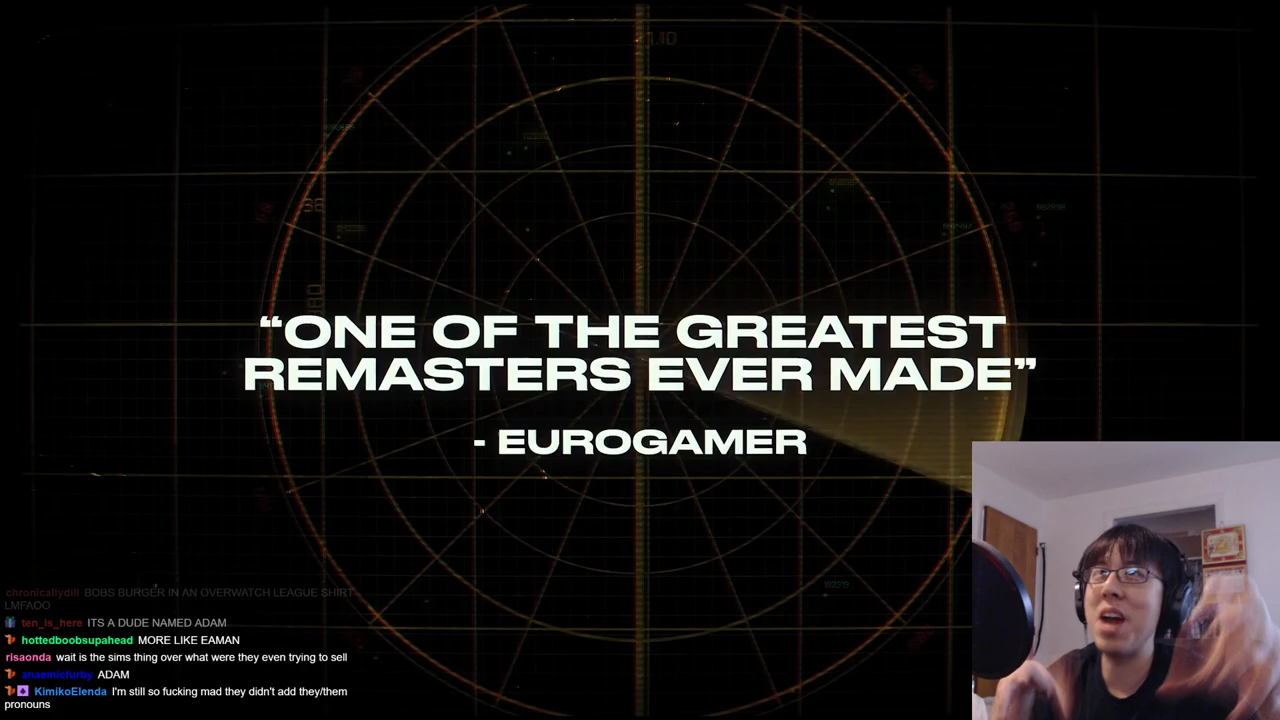 “ONE OF THE GREATEST
REMASTERS EVER MADE”
- EUROGAMER
chronicallydill BOBS BURGER IN AN OVERWATCH LEAGUE SHIRT
LMFAOO
ten_is_here ITS A DUDE NAMED ADAM
hottedboobsupahead MORE LIKE EAMAN
risaonda wait is the sims thing over what were they even trying to sell
anaemicfurby ADAM
KimikoElenda I'm still so fucking mad they didn't add they/them
pronouns